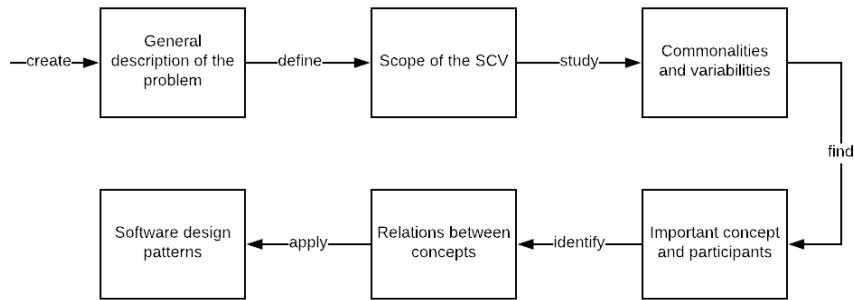 create
General
description of the
problem
define
Scope of the SCV
study
Commonalities
and variabilities
find
Important concept
and participants
identify
Relations between
concepts
apply
Software design
patterns